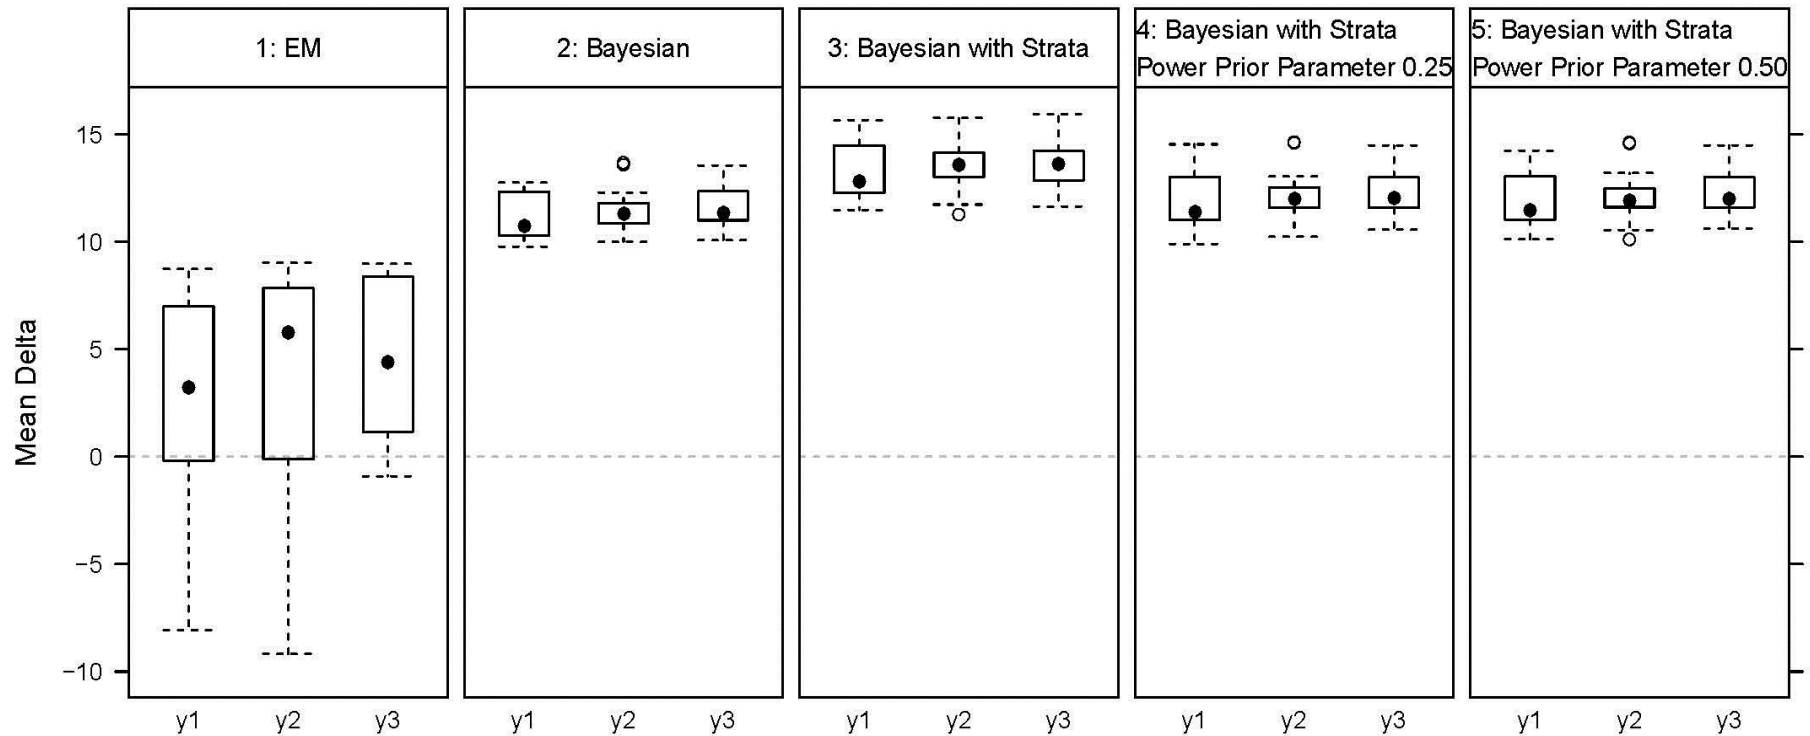 1: EM
2: Bayesian
3: Bayesian with Strata
4: Bayesian with Strata
Power Prior Parameter 0.25
5: Bayesian with Strata
Power Prior Parameter 0.50
Mean Delta
15
10
5
0
−5
−10
y1 y2 y3
y1 y2 y3
y1 y2 y3
y1 y2 y3
y1 y2 y3